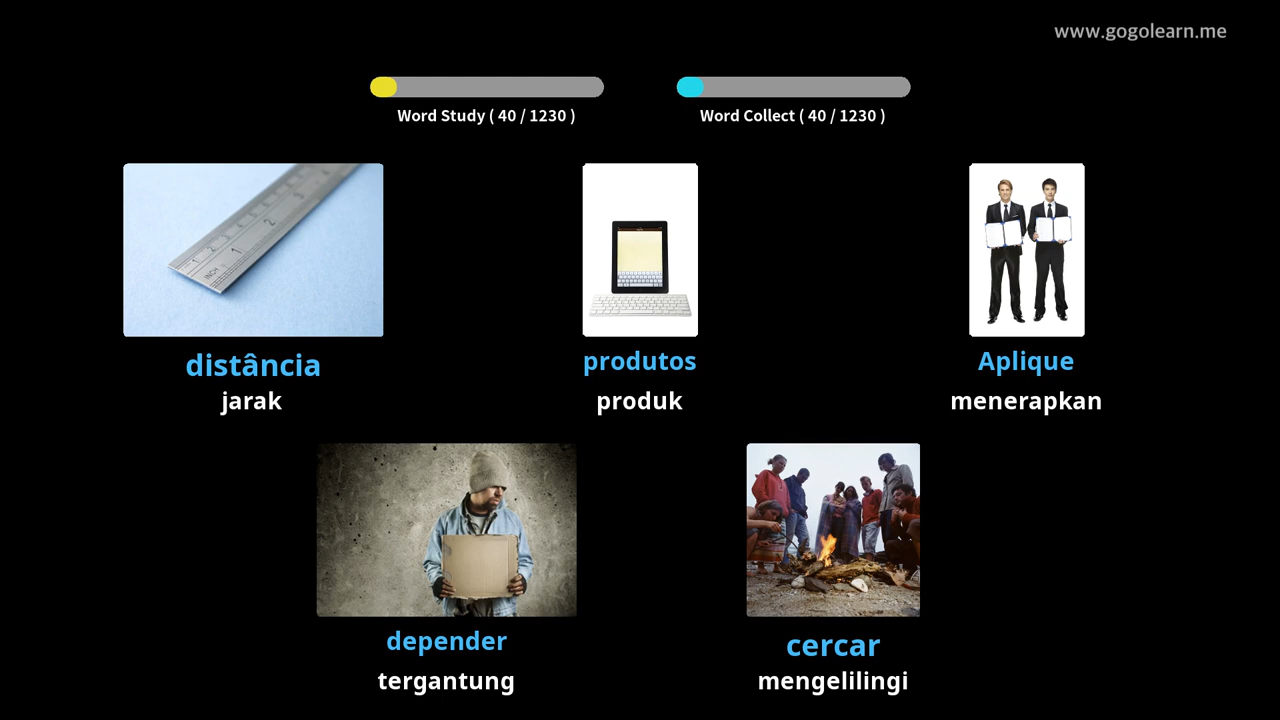 www.gogolearn.me
Word Study ( 40 / 1230 )
Word Collect ( 40 / 1230 )
distância
produtos
Aplique
jarak
produk
menerapkan
depender
cercar
tergantung
mengelilingi